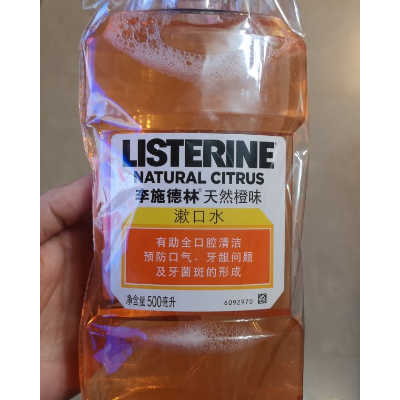 LISTERINE®
NATURAL CITRUS
李施德林® 天然橙味
漱口水
有助全口腔清洁
预防口气、牙龈问题
及牙菌斑的形成
净含量 500毫升
6092970